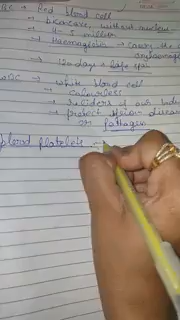 RBC → Red blood cell
→ Biconcave, without nucleus
→ 4-5 million
→ Haemoglobin → carry the
→ 120 days → life span
WBC → White blood cell
Colourless
→ soliders of our body
→ protect from disease
or pathogen
Blood platelets →